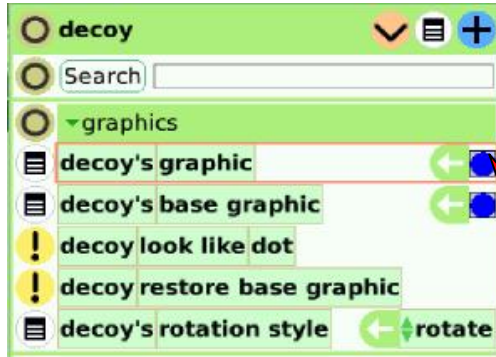 decoy
Search
graphics
decoy's graphic
decoy's base graphic
! decoy look like dot
! decoy restore base graphic
decoy's rotation style rotate